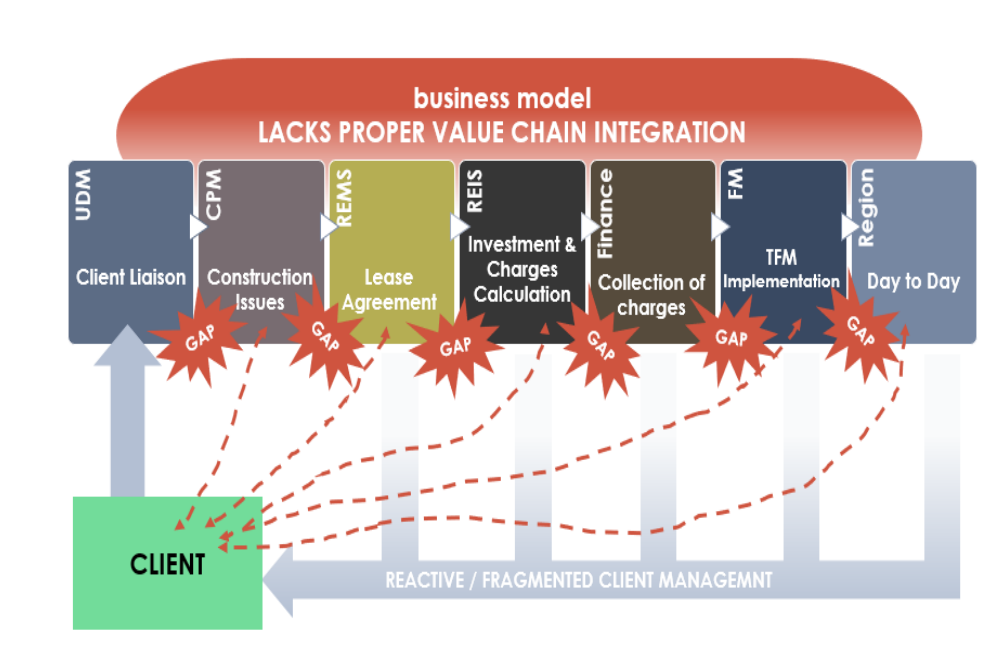 business model
LACKS PROPER VALUE CHAIN INTEGRATION
UDM
Client Liaison
CPM
Construction
Issues
REMS
Lease
Agreement
REIS
Investment &
Charges
Calculation
Finance
Collection of
charges
FM
TFM
Implementation
Region
Day to Day
GAP
GAP
GAP
GAP
GAP
GAP
CLIENT
REACTIVE / FRAGMENTED CLIENT MANAGEMNT